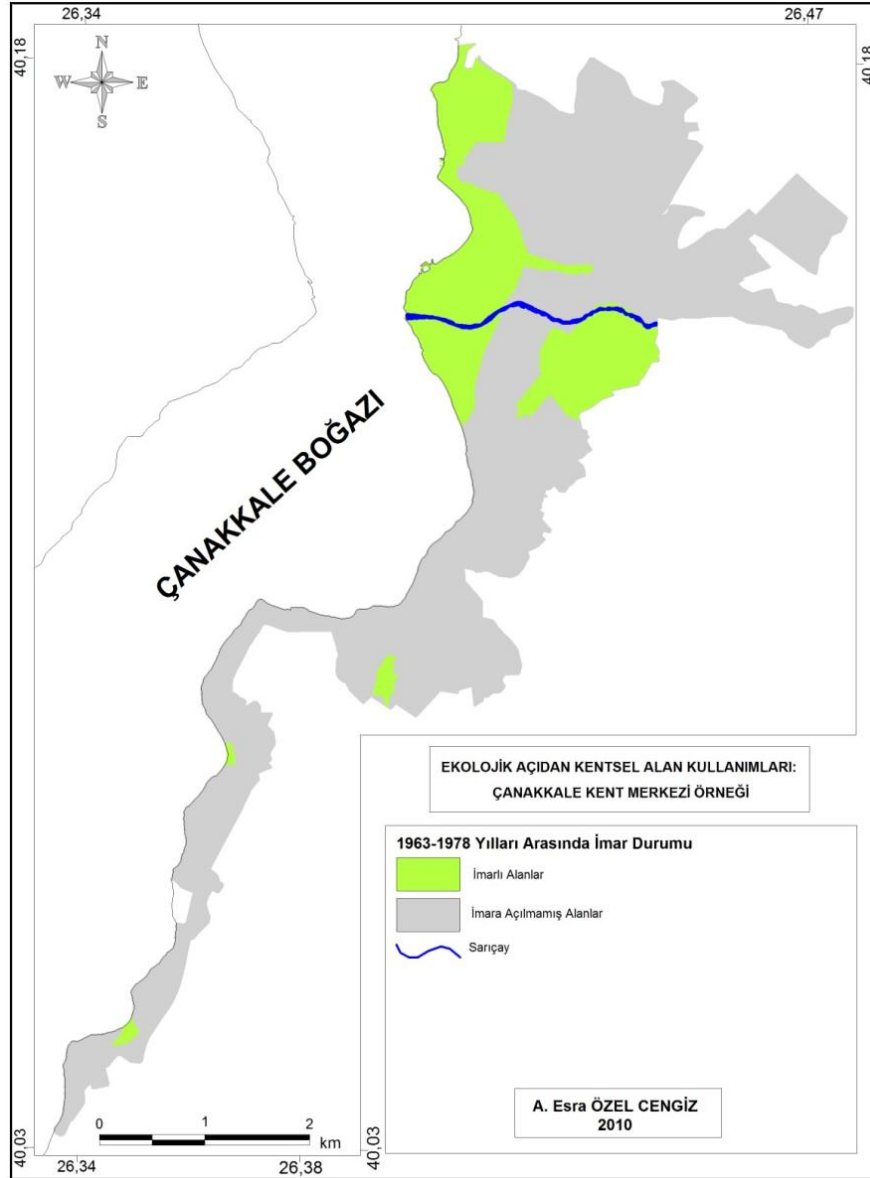 26,34
26,47
40,18
40,18
N
W
E
S
ÇANAKKALE BOĞAZI
EKOLOJİK AÇIDAN KENTSEL ALAN KULLANIMLARI:
ÇANAKKALE KENT MERKEZİ ÖRNEĞİ
1963-1978 Yılları Arasında İmar Durumu
İmarlı Alanlar
İmara Açılmamış Alanlar
Sarıçay
A. Esra ÖZEL CENGİZ
2010
0 1 2
km
40,03
40,03
26,34
26,38